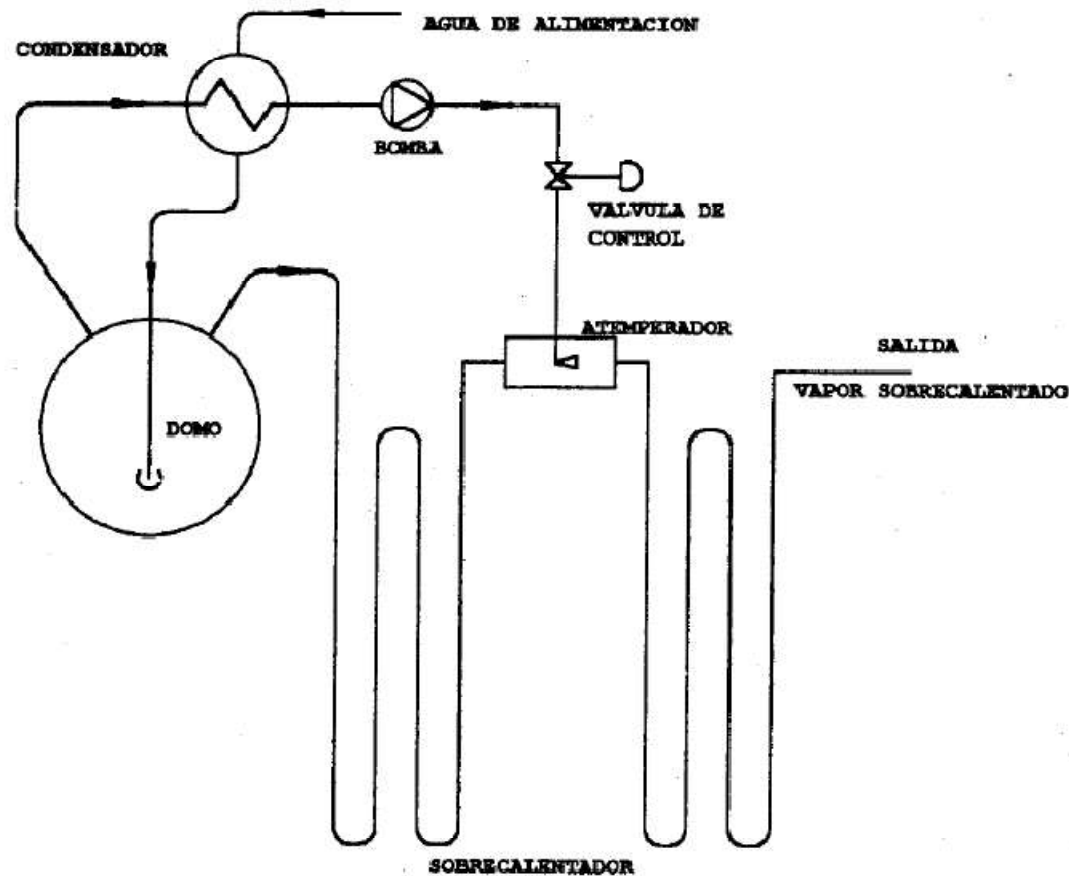 AGUA DE ALIMENTACION
CONDENSADOR
BOMBA
VALVULA DE
CONTROL
ATEMPERADOR
SALIDA
VAPOR SOBRECALENTADO
DOMO
SOBRECALENTADOR